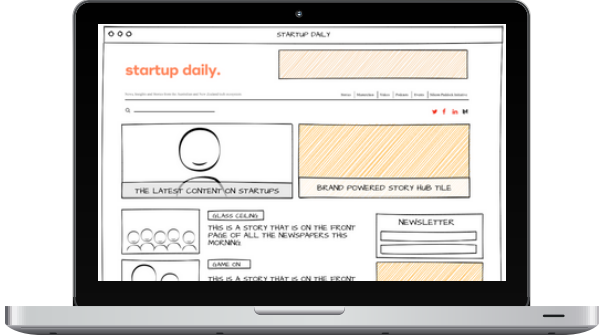 STARTUP DAILY
startup daily.
THE LATEST CONTENT ON STARTUPS
BRAND POWERED STORY HUB TILE
GLASS CEILING
THIS IS A STORY THAT IS ON THE FRONT
PAGE OF ALL THE NEWSPAPERS THIS
MORNING
NEWSLETTER
GAME ON
THIS IS A STORY THAT IS ON THE FRONT